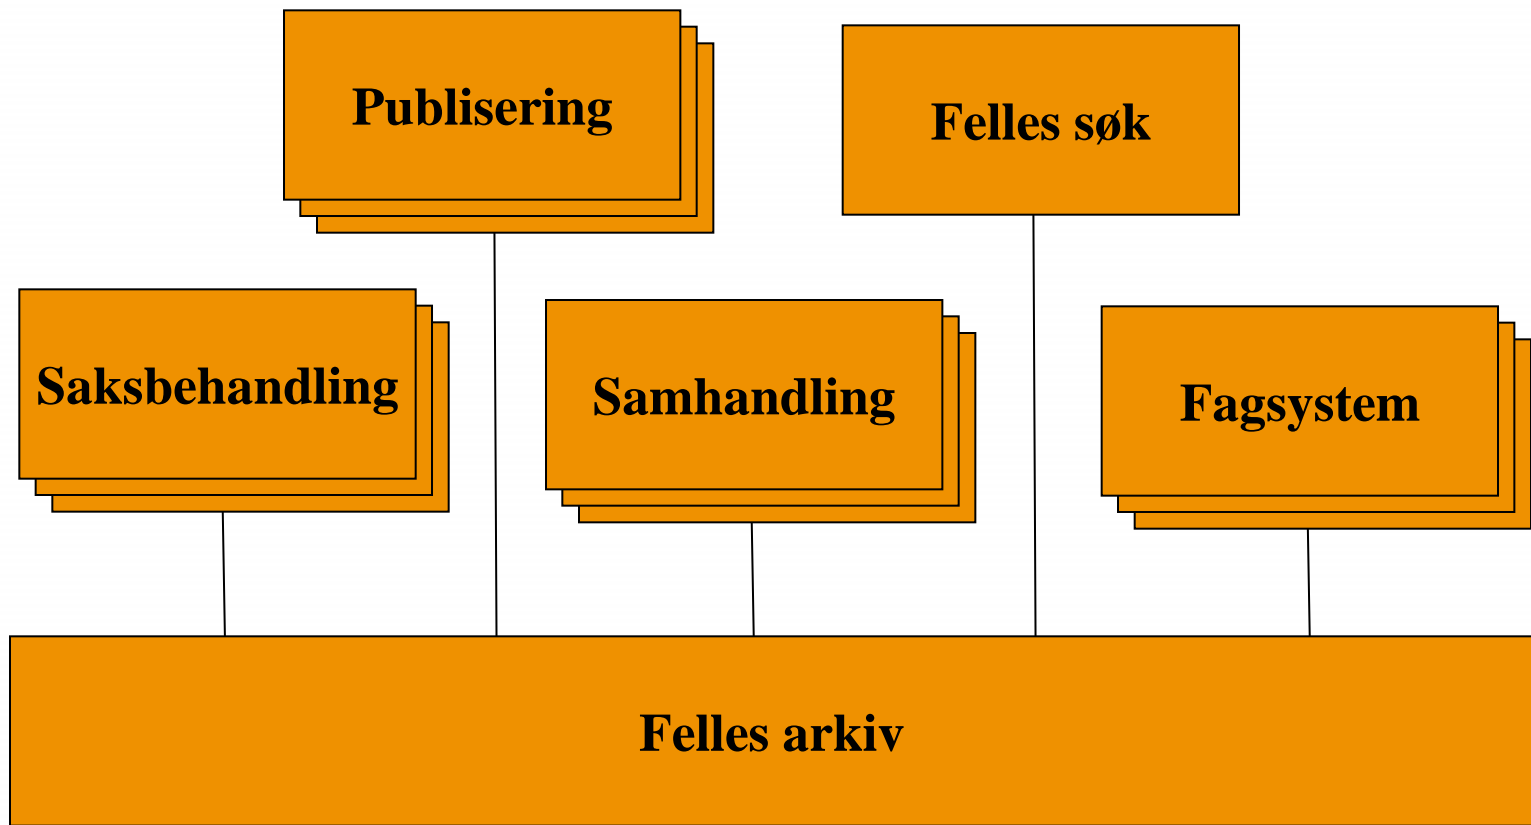 Publisering
Felles søk
Saksbehandling
Samhandling
Fagsystem
Felles arkiv